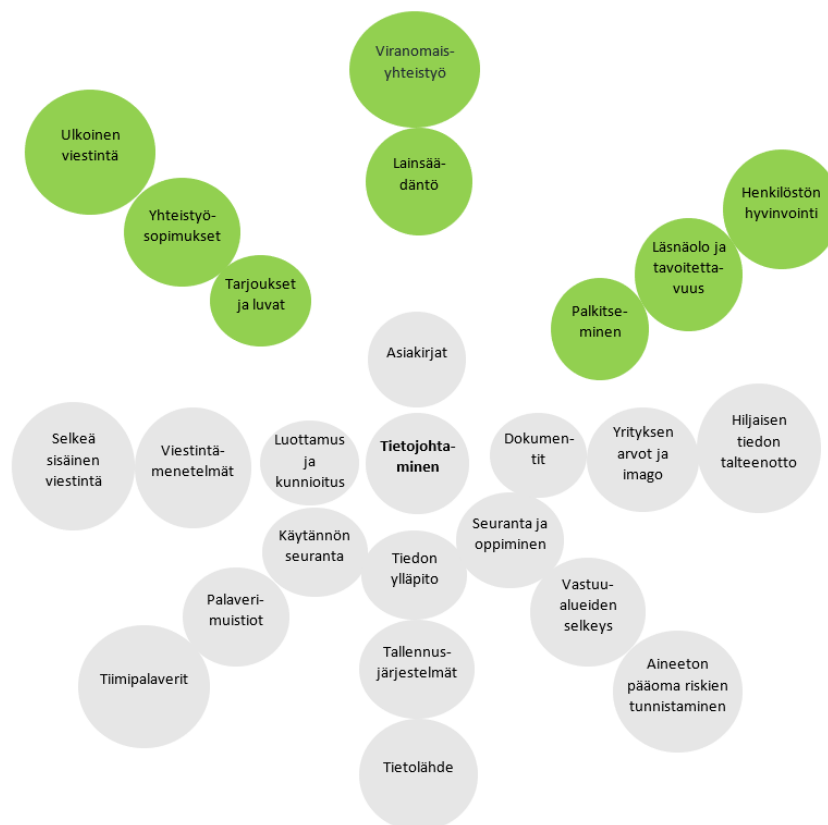 Viranomais-
yhteistyö
Lainsää-
däntö
Ulkoinen
viestintä
Yhteistyö-
sopimukset
Tarjoukset
ja luvat
Henkilöstön
hyvinvointi
Läsnäolo ja
tavoitetta-
vuus
Palkitse-
minen
Asiakirjat
Selkeä
sisäinen
viestintä
Viestintä-
menetelmät
Luottamus
ja
kunnioitus
Tietojohta-
minen
Dokumen-
tit
Yrityksen
arvot ja
imago
Hiljaisen
tiedon
talteenotto
Käytännön
seuranta
Tiedon
ylläpito
Seuranta ja
oppiminen
Palaveri-
muistiot
Vastuu-
alueiden
selkeys
Tiimipalaverit
Tallennus-
järjestelmät
Aineeton
pääoma riskien
tunnistaminen
Tietolähde